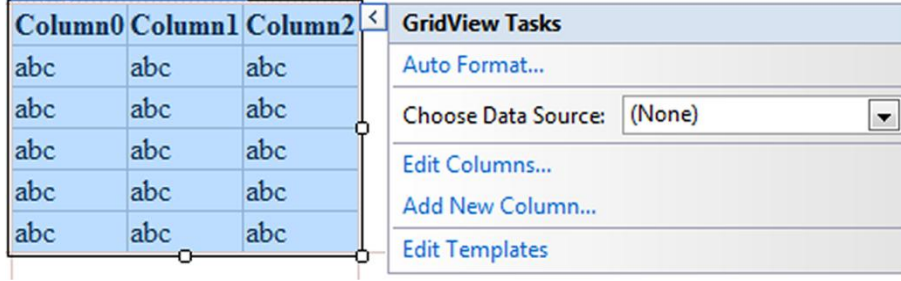 Column0 Column1 Column2
abc abc abc
abc abc abc
abc abc abc
abc abc abc
abc abc abc
GridView Tasks
Auto Format...
Choose Data Source: (None)
Edit Columns...
Add New Column...
Edit Templates